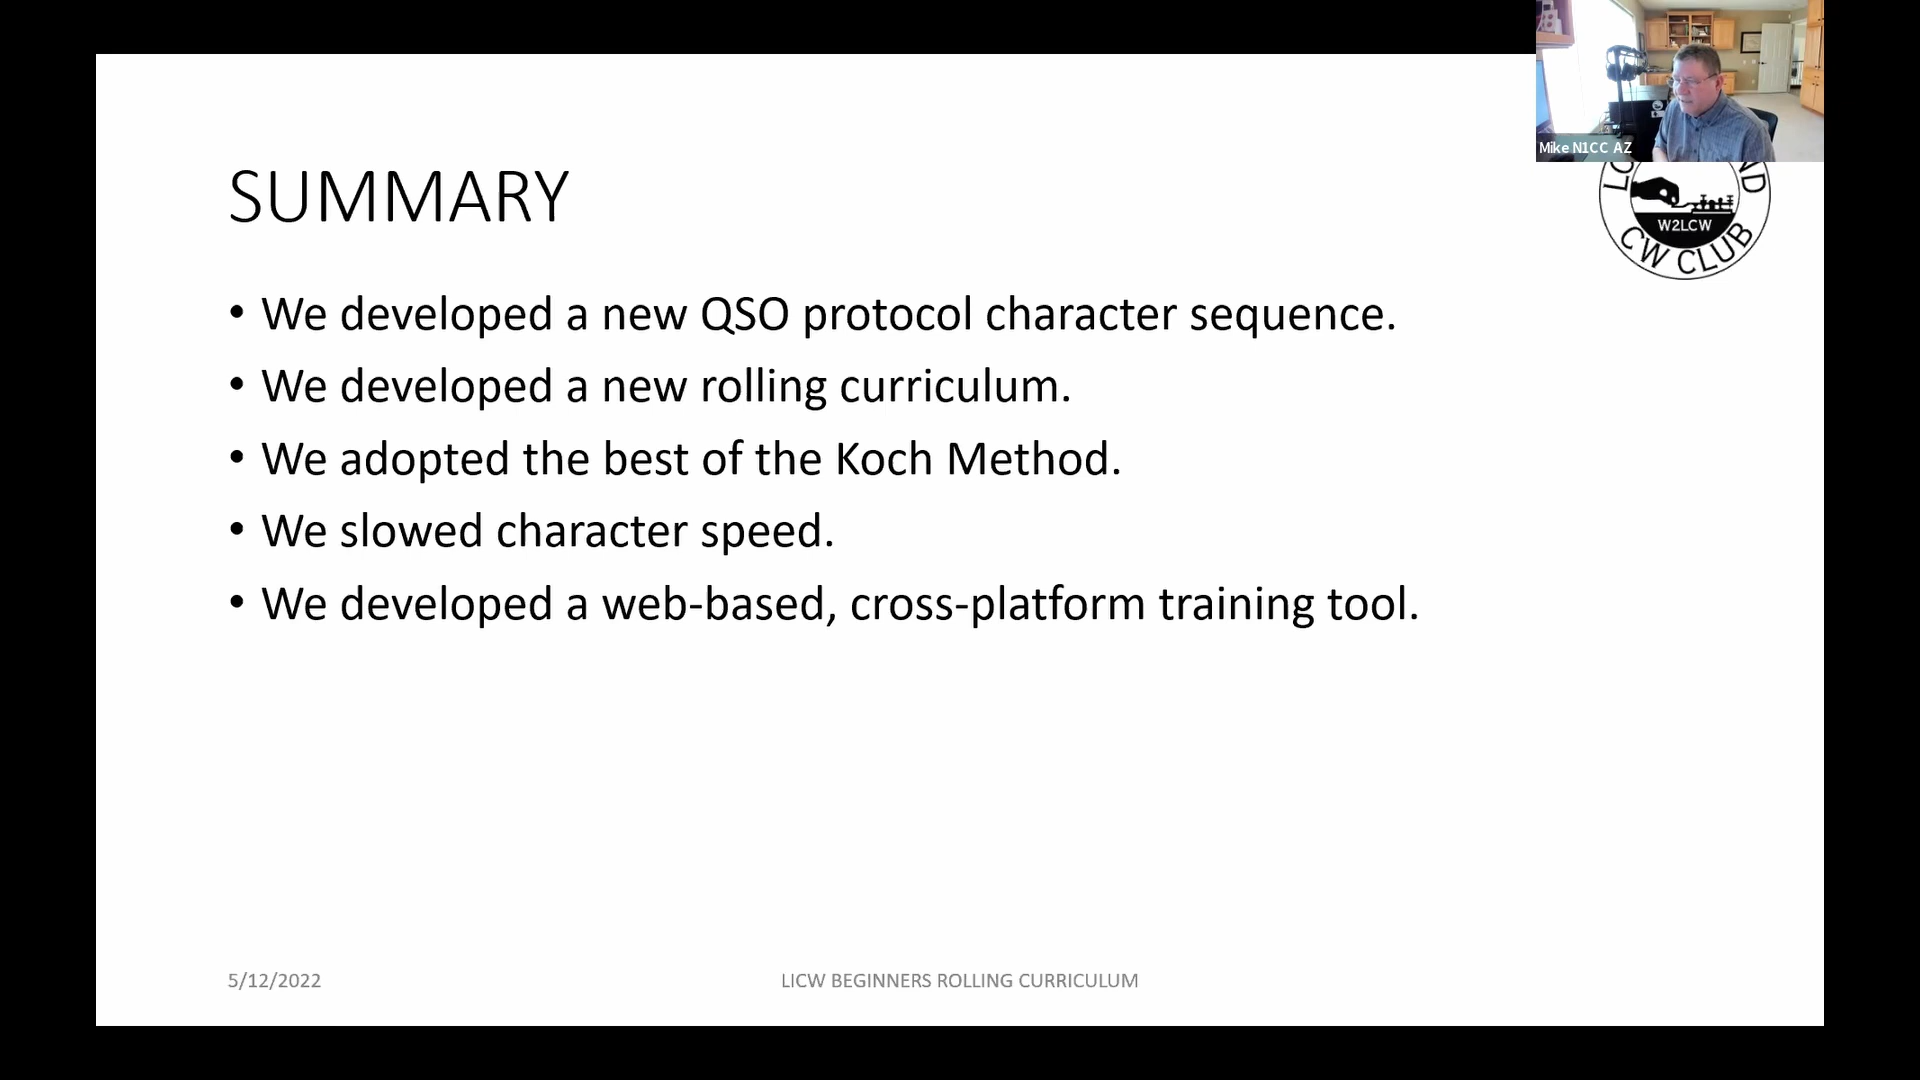 Mike N1CC AZ
SUMMARY
W2LCW
CW CLUB
• We developed a new QSO protocol character sequence.
• We developed a new rolling curriculum.
• We adopted the best of the Koch Method.
• We slowed character speed.
• We developed a web-based, cross-platform training tool.
5/12/2022
LICW BEGINNERS ROLLING CURRICULUM